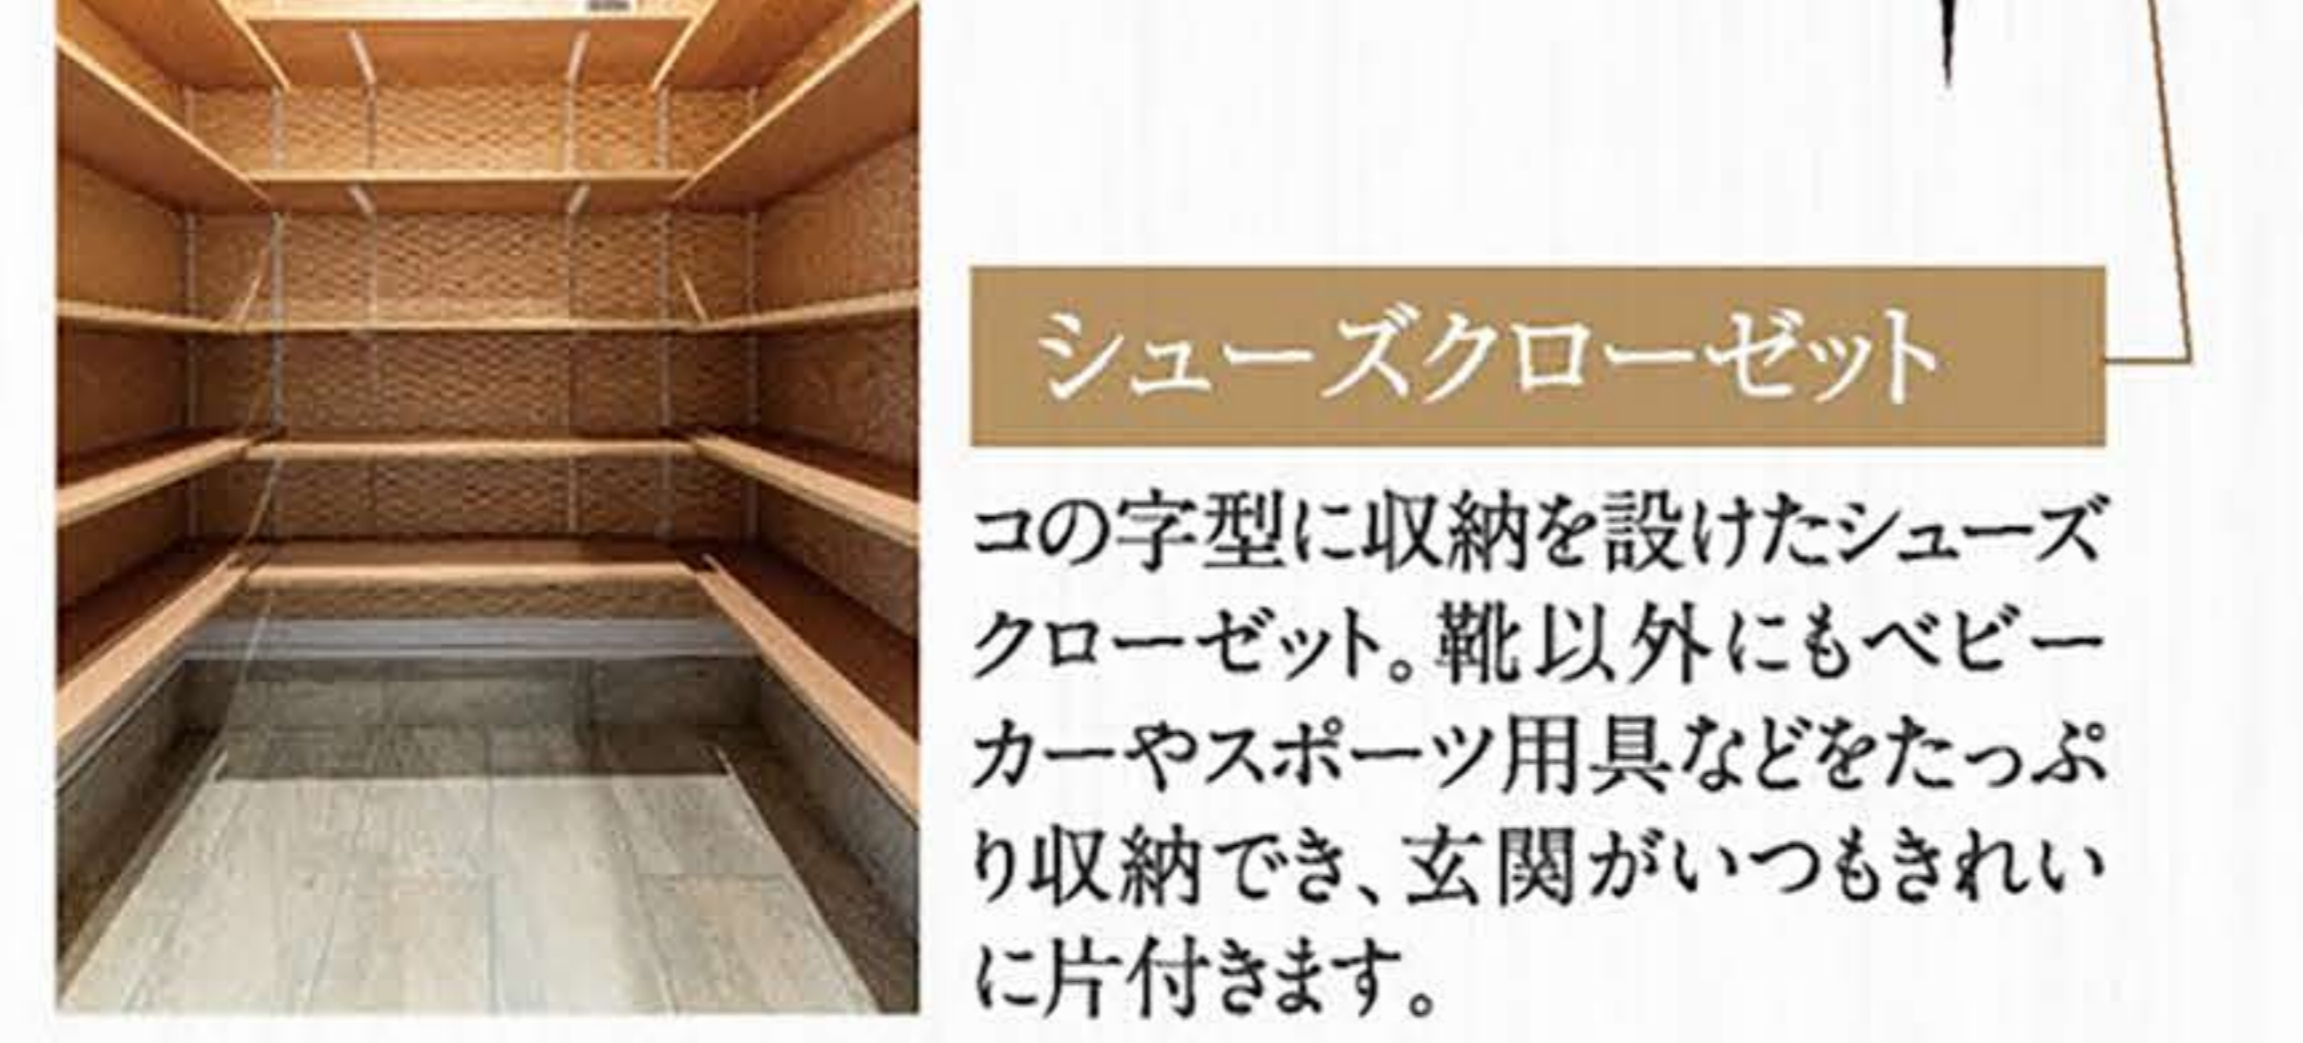 シューズクローゼット
コの字型に収納を設けたシューズ
クローゼット。靴以外にもベビー
カーやスポーツ用具などをたっぷ
り収納でき、玄関がいつもきれい
に片付きます。